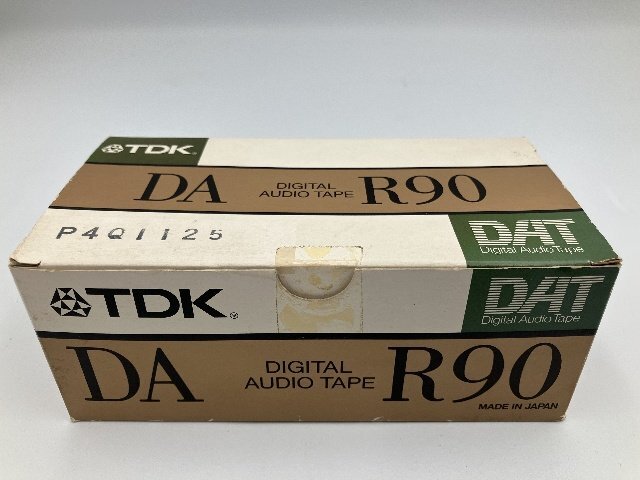 TDK
DA DIGITAL AUDIO TAPE R90
P4Q1125
DAT
Digital Audio Tape
TDK
DAT
Digital Audio Tape
DA DIGITAL AUDIO TAPE R90
MADE IN JAPAN